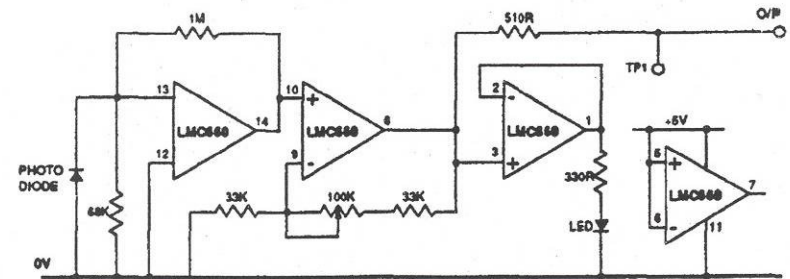 1M
510R
O/P
TP1
13
12
14
LMC660
10
9
8
+
-
LMC660
2
3
1
-
+
LMC660
+5V
5
6
7
11
+
-
LMC660
PHOTO
DIODE
68K
33K
100K
33K
330R
LED
0V